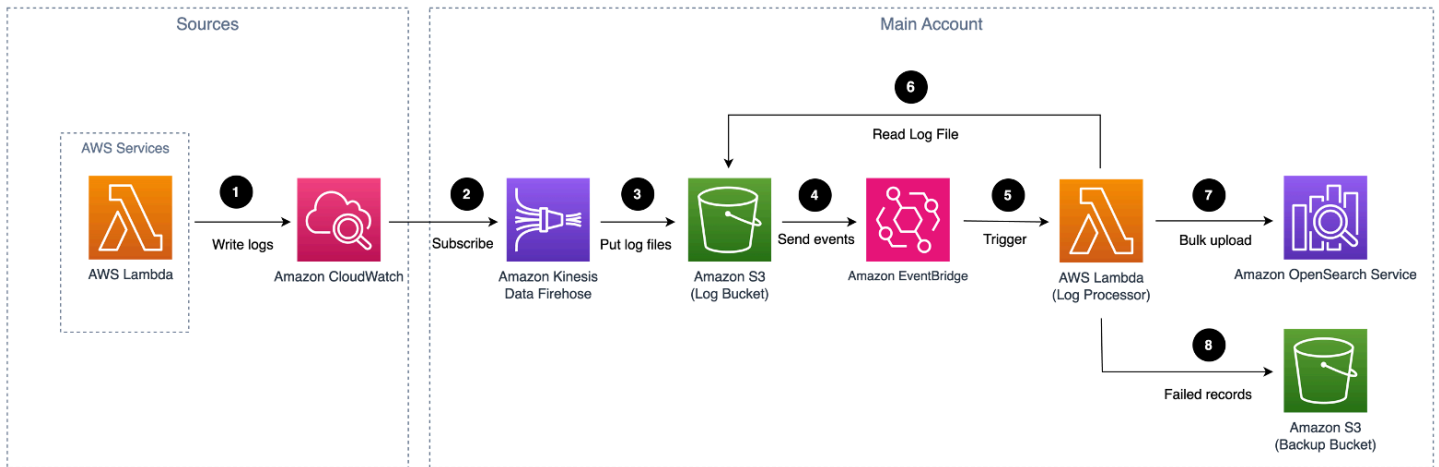 Sources
Main Account
6
Read Log File
AWS Services
1
2
3
4
5
7
Write logs
Subscribe
Put log files
Send events
Trigger
Bulk upload
AWS Lambda
Amazon CloudWatch
Amazon Kinesis
Data Firehose
Amazon S3
(Log Bucket)
Amazon EventBridge
AWS Lambda
(Log Processor)
Amazon OpenSearch Service
8
Failed records
Amazon S3
(Backup Bucket)